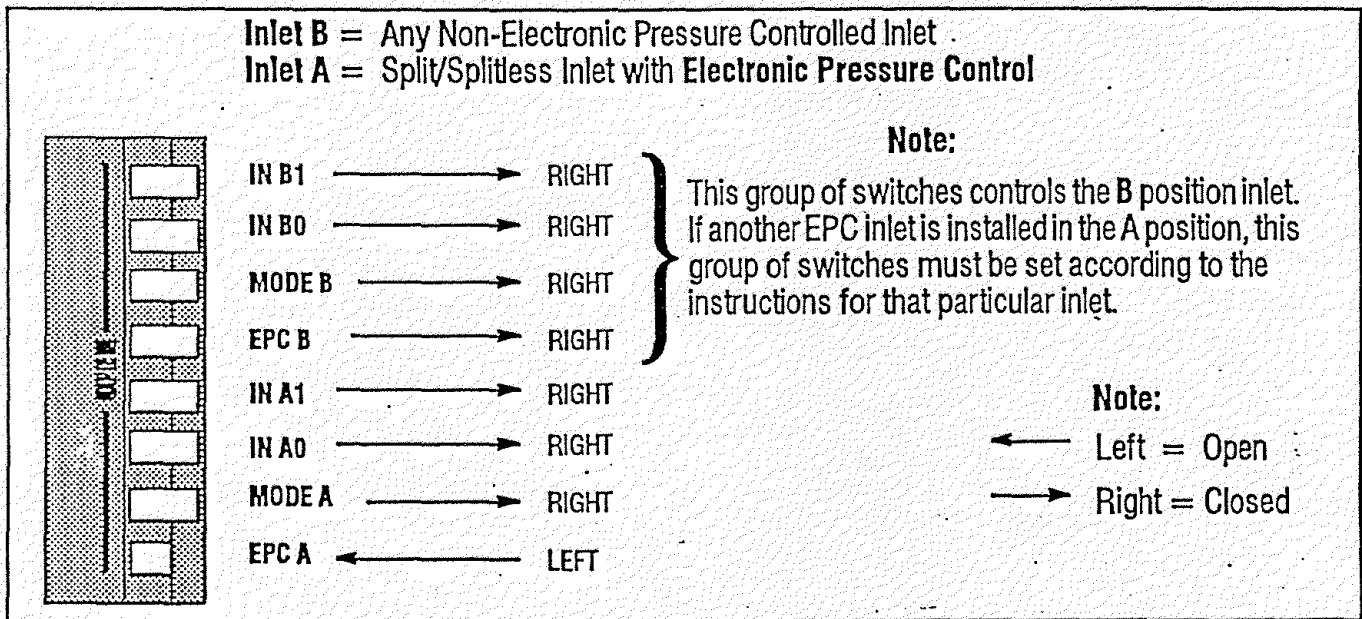 Inlet B = Any Non-Electronic Pressure Controlled Inlet
Inlet A = Split/Splitless Inlet with Electronic Pressure Control
Note:
IN B1 RIGHT
IN B0 RIGHT
MODE B RIGHT
EPC B RIGHT
This group of switches controls the B position inlet.
If another EPC inlet is installed in the A position, this
group of switches must be set according to the
instructions for that particular inlet.
IN A1 RIGHT
IN A0 RIGHT
MODE A RIGHT
EPC A LEFT
Note:
Left = Open
Right = Closed